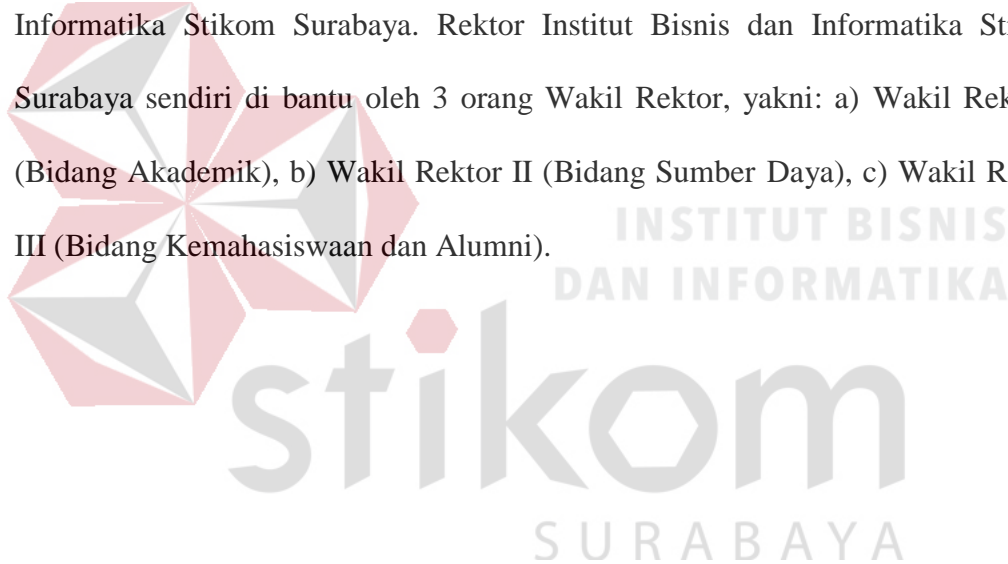 Informatika Stikom Surabaya. Rektor Institut Bisnis dan Informatika
Surabaya sendiri di bantu oleh 3 orang Wakil Rektor, yakni: a) Wakil
(Bidang Akademik), b) Wakil Rektor II (Bidang Sumber Daya), c) Wakil
III (Bidang Kemahasiswaan dan Alumni).
INSTITUT BISNIS
DAN INFORMATIKA
stikom
SURABAYA